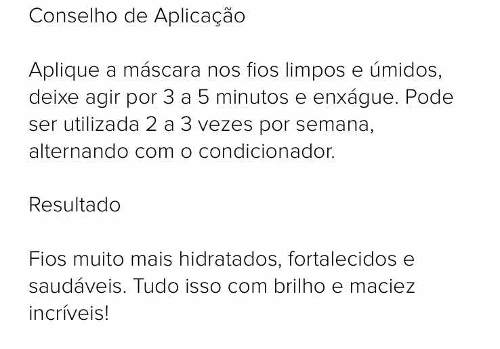 Conselho de Aplicação
Aplique a máscara nos fios limpos e úmidos,
deixe agir por 3 a 5 minutos e enxágue. Pode
ser utilizada 2 a 3 vezes por semana,
alternando com o condicionador.
Resultado
Fios muito mais hidratados, fortalecidos e
saudáveis. Tudo isso com brilho e maciez
incríveis!